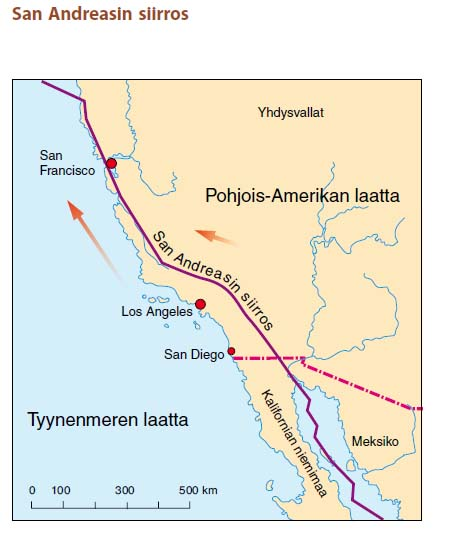 San Andreasin siirros
Yhdysvallat
San
Francisco
Pohjois-Amerikan laatta
San Andreasin siirros
Los Angeles
San Diego
Kalifornian niemimaa
Tyynenmeren laatta
Meksiko
0 100 300 500 km